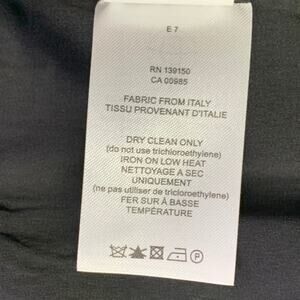 E 7
RN 139150
CA 00985
FABRIC FROM ITALY
TISSU PROVENANT D'ITALIE
DRY CLEAN ONLY
(do not use trichloroethylene)
IRON ON LOW HEAT
NETTOYAGE A SEC
UNIQUEMENT
(ne pas utiliser de tricloroethylene)
FER SUR À BASSE
TEMPÉRATURE
P